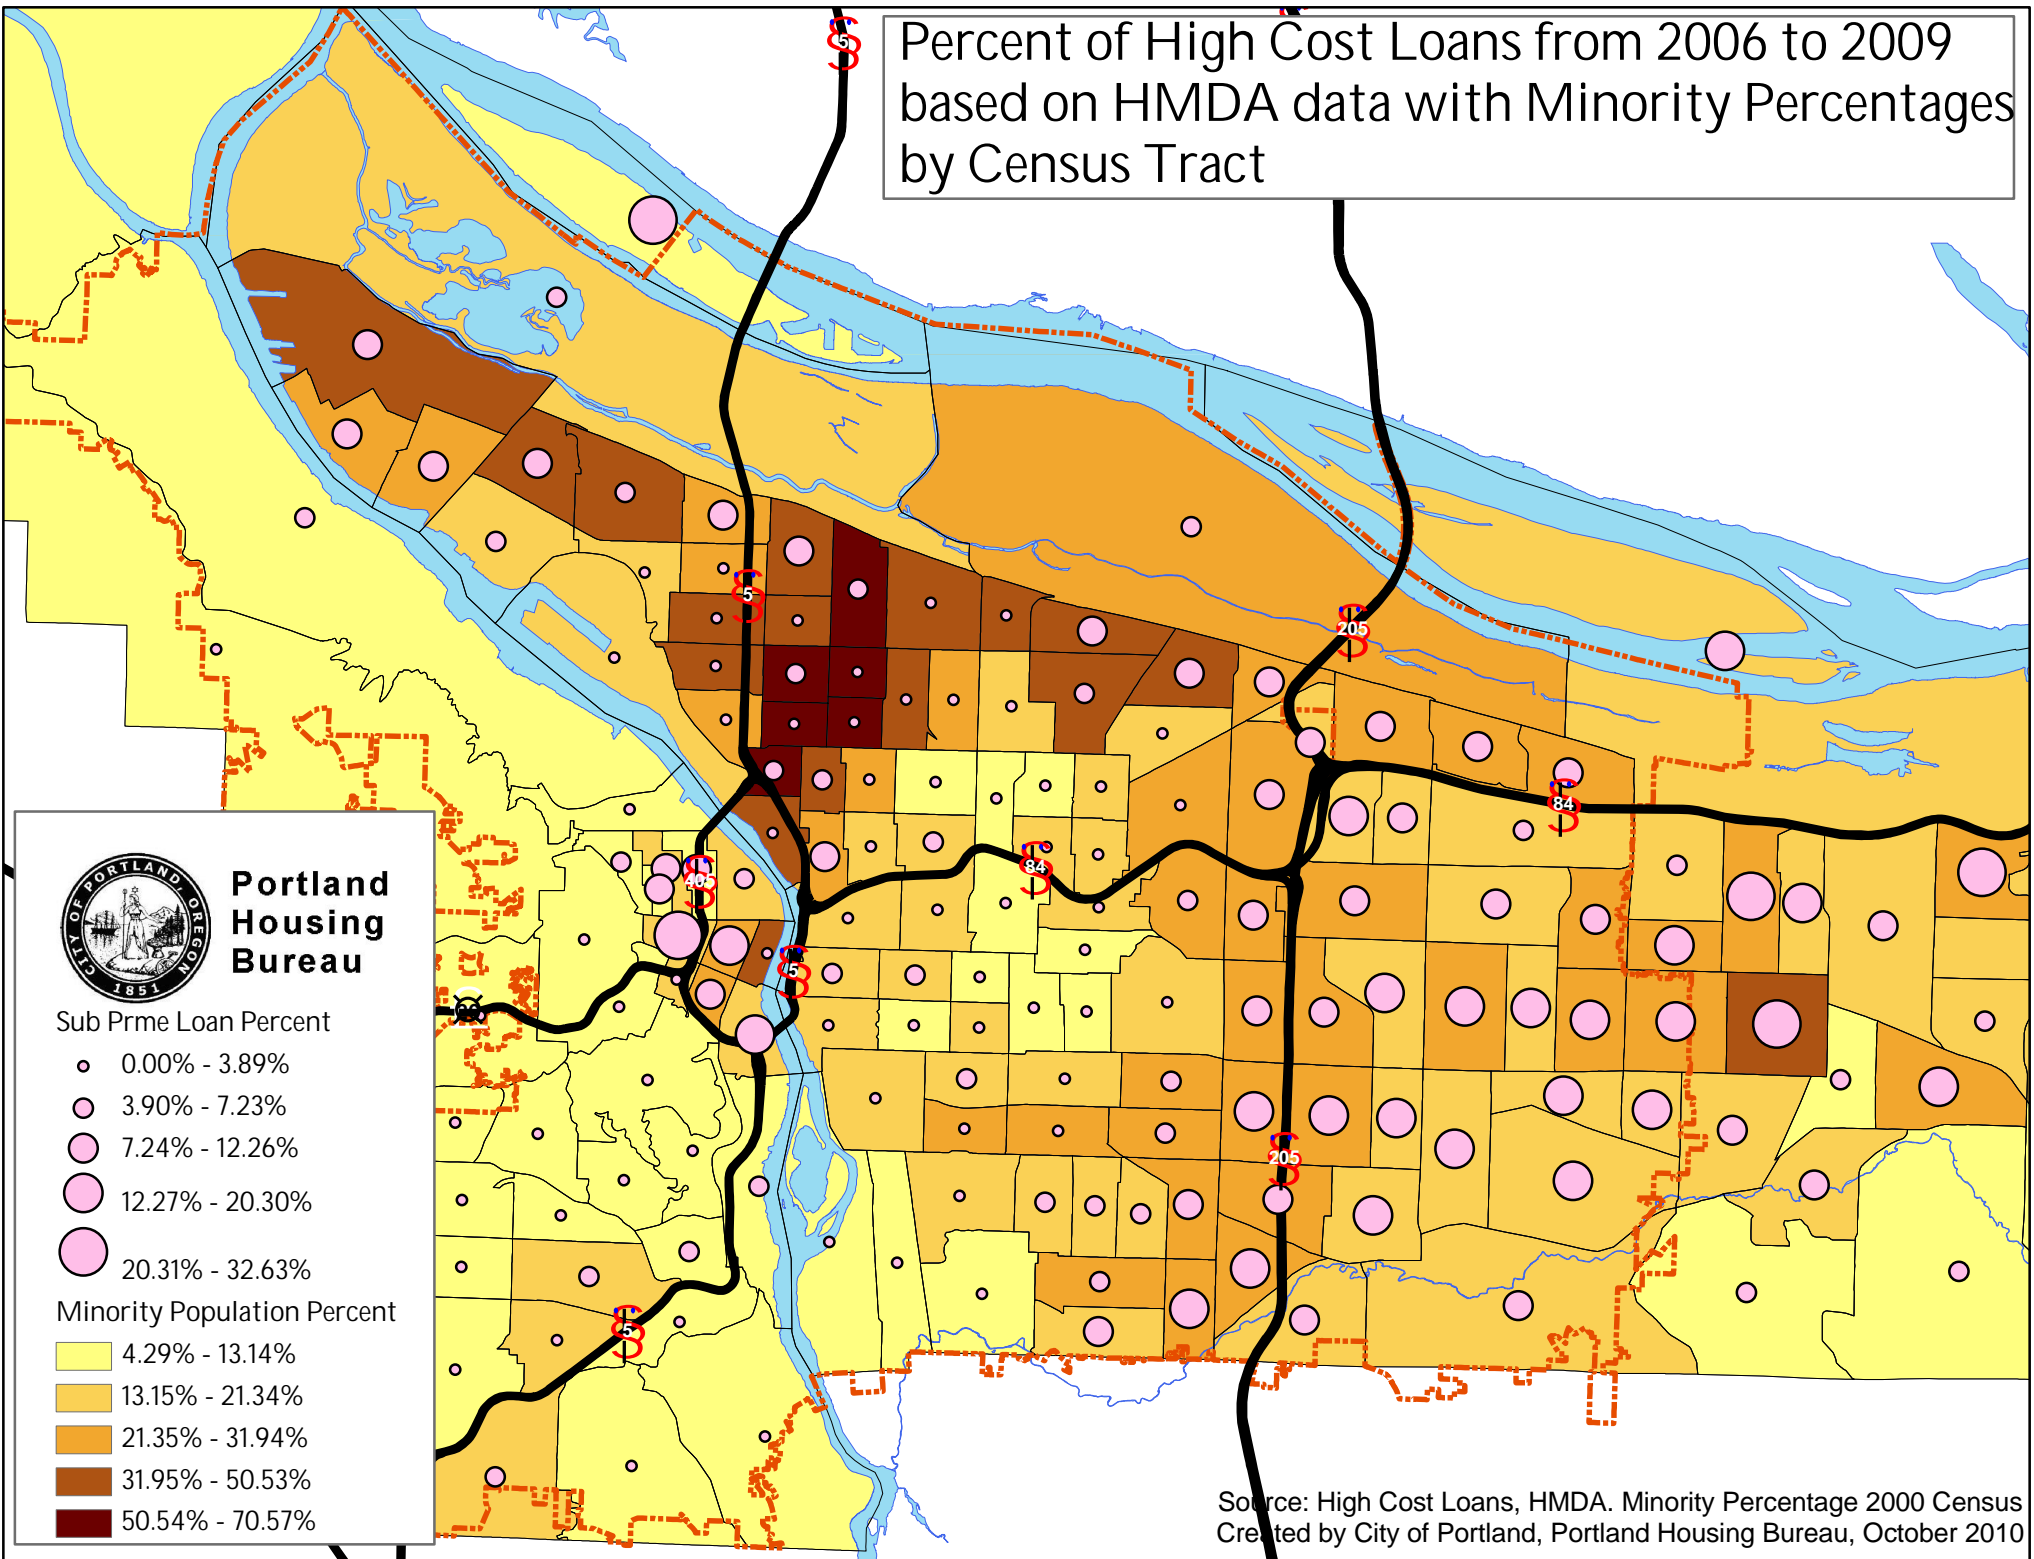 Percent of High Cost Loans from 2006 to 2009
based on HMDA data with Minority Percentages
by Census Tract
5
5
205
84
84
405
5
205
5
CITY OF PORTLAND, OREGON
1851
Portland
Housing
Bureau
Sub Prme Loan Percent
0.00% - 3.89%
3.90% - 7.23%
7.24% - 12.26%
12.27% - 20.30%
20.31% - 32.63%
Minority Population Percent
4.29% - 13.14%
13.15% - 21.34%
21.35% - 31.94%
31.95% - 50.53%
50.54% - 70.57%
Source: High Cost Loans, HMDA. Minority Percentage 2000 Census
Created by City of Portland, Portland Housing Bureau, October 2010